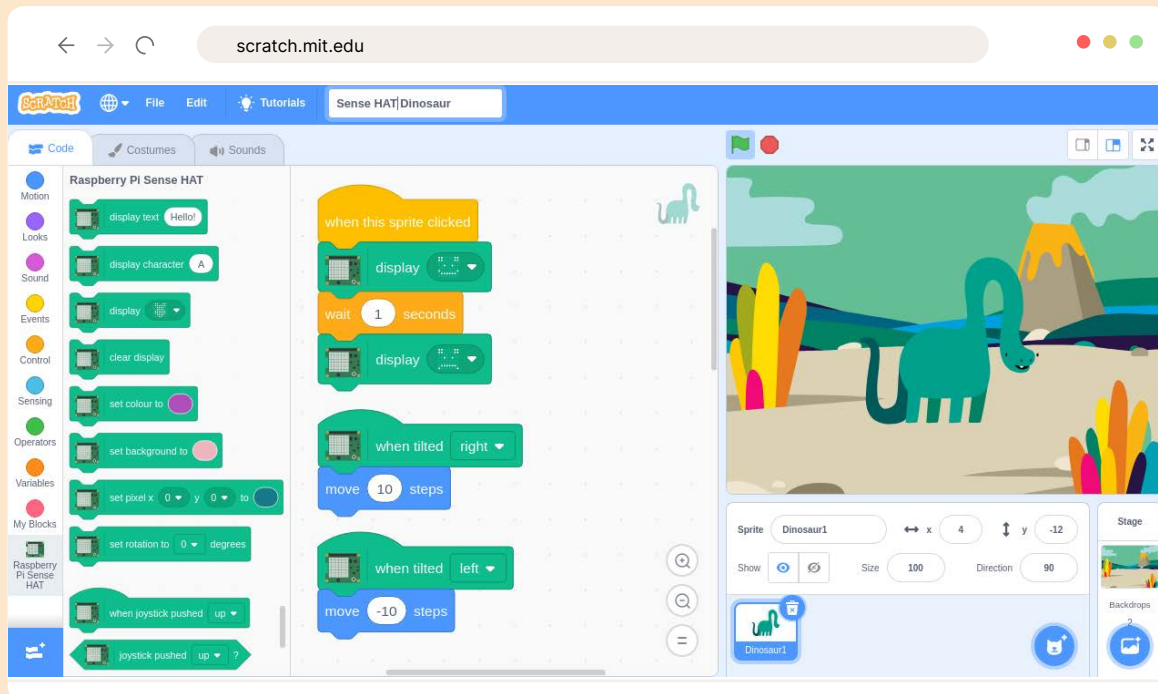 scratch.mit.edu
SCRATCH
File Edit Tutorials Sense HAT Dinosaur
Code Costumes Sounds
Motion
Looks
Sound
Events
Control
Sensing
Operators
Variables
My Blocks
Raspberry
Pi Sense
HAT
Raspberry Pi Sense HAT
display text Hello!
display character A
display
clear display
set colour to
set background to
set pixel x 0 y 0 to
set rotation to 0 degrees
when joystick pushed up
joystick pushed up ?
when this sprite clicked
display
wait 1 seconds
display
when tilted right
move 10 steps
when tilted left
move -10 steps
Sprite Dinosaur1 x 4 y -12
Show Size 100 Direction 90
Dinosaur1
Stage
Backdrops
2